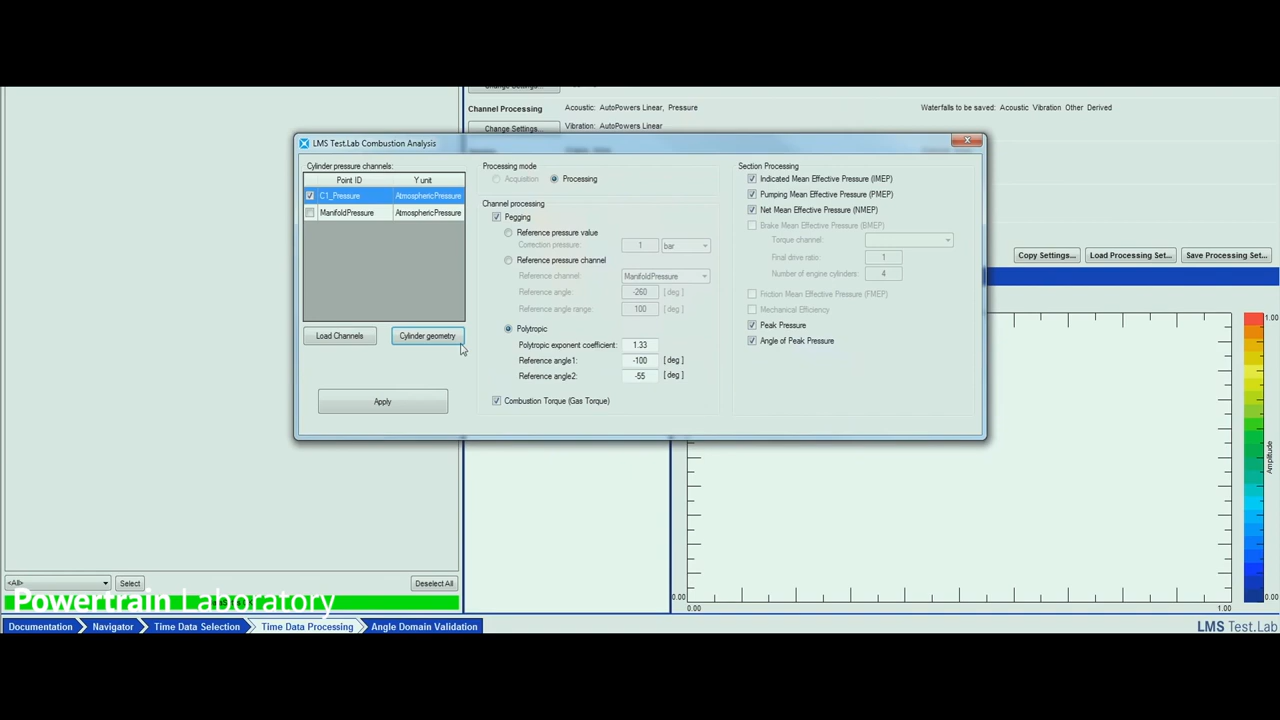 Change Settings...
Channel Processing
Acoustic: AutoPowers Linear, Pressure
Waterfalls to be saved: Acoustic Vibration Other Derived
Vibration: AutoPowers Linear
Change Settings...
LMS Test.Lab Combustion Analysis
Cylinder pressure channels:
Point ID Y unit
C1_Pressure AtmosphericPressure
ManifoldPressure AtmosphericPressure
Load Channels
Cylinder geometry
Apply
Processing mode
Acquisition Processing
Channel processing
Pegging
Reference pressure value
Correction pressure: 1 bar
Reference pressure channel
Reference channel: ManifoldPressure
Reference angle: -260 [deg]
Reference angle range: 100 [deg]
Polytropic
Polytropic exponent coefficient: 1.33
Reference angle1: -100 [deg]
Reference angle2: -55 [deg]
Combustion Torque (Gas Torque)
Section Processing
Indicated Mean Effective Pressure (IMEP)
Pumping Mean Effective Pressure (PMEP)
Net Mean Effective Pressure (NMEP)
Brake Mean Effective Pressure (BMEP)
Torque channel:
Final drive ratio: 1
Number of engine cylinders: 4
Friction Mean Effective Pressure (FMEP)
Mechanical Efficiency
Peak Pressure
Angle of Peak Pressure
Copy Settings...
Load Processing Set...
Save Processing Set...
1.00
Amplitude
0.00
0.00
0.00
1.00
<All>
Select
Deselect All
Powertrain | Laboratory
Documentation
Navigator
Time Data Selection
Time Data Processing
Angle Domain Validation
LMS Test.Lab